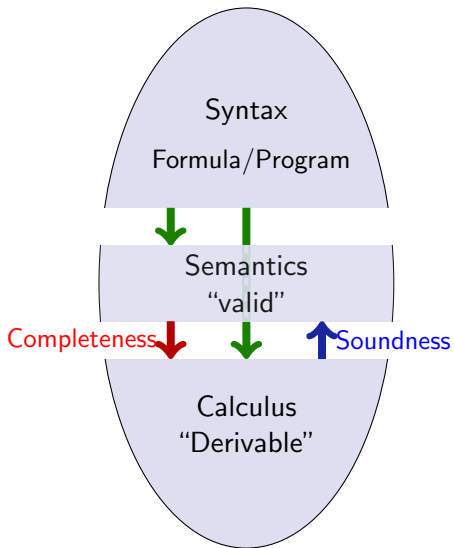 Syntax
Formula/Program
Semantics
“valid”
Completeness
Soundness
Calculus
“Derivable”